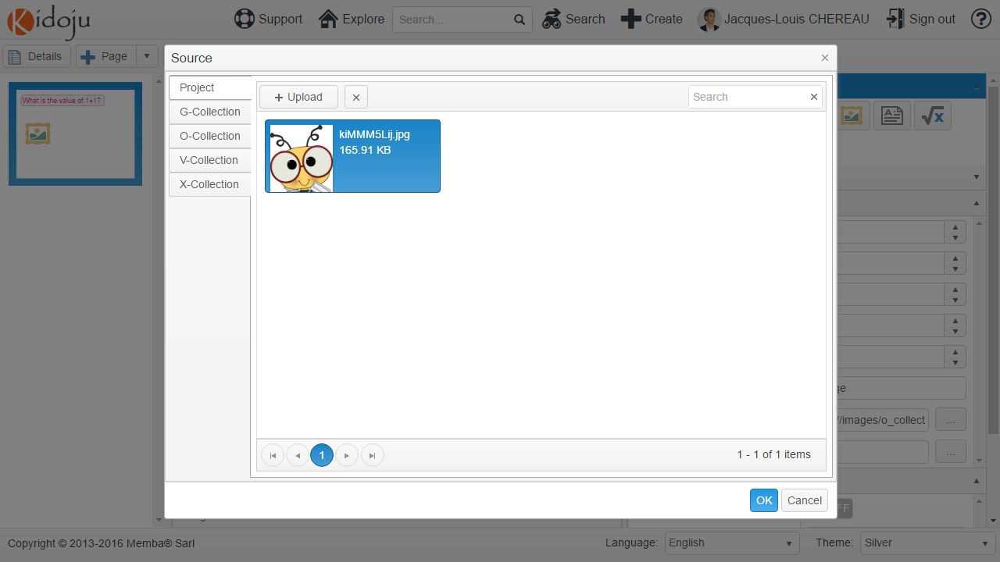 Kidoju
Support
Explore
Search...
Search
Create
Jacques-Louis CHEREAU
Sign out
Details
Page
Source
What is the value of 1+1?
Project
G-Collection
O-Collection
V-Collection
X-Collection
Upload
Search
kiMMM5Lij.jpg
165.91 KB
ge
//images/o_collect
...
...
1
1 - 1 of 1 items
OK
Cancel
FF
Copyright © 2013-2016 Memba® Sarl
Language:
English
Theme:
Silver